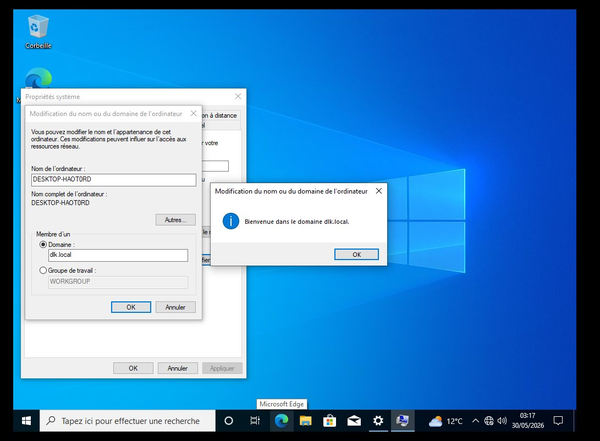 Corbeille
Propriétés système
Modification du nom ou du domaine de l'ordinateur
n à distance
el
Vous pouvez modifier le nom et l'appartenance de cet
ordinateur. Ces modifications peuvent influer sur l'accès aux
ressources réseau.
votre
Nom de l'ordinateur :
DESKTOP-HAOT0RD
Nom complet de l'ordinateur :
DESKTOP-HAOT0RD
Autres...
Membre d'un
Domaine :
dlk.local
Groupe de travail :
WORKGROUP
OK
Annuler
Modification du nom ou du domaine de l'ordinateur
Bienvenue dans le domaine dlk.local.
OK
OK
Annuler
Appliquer
Microsoft Edge
Tapez ici pour effectuer une recherche
12°C
03:17
30/05/2026